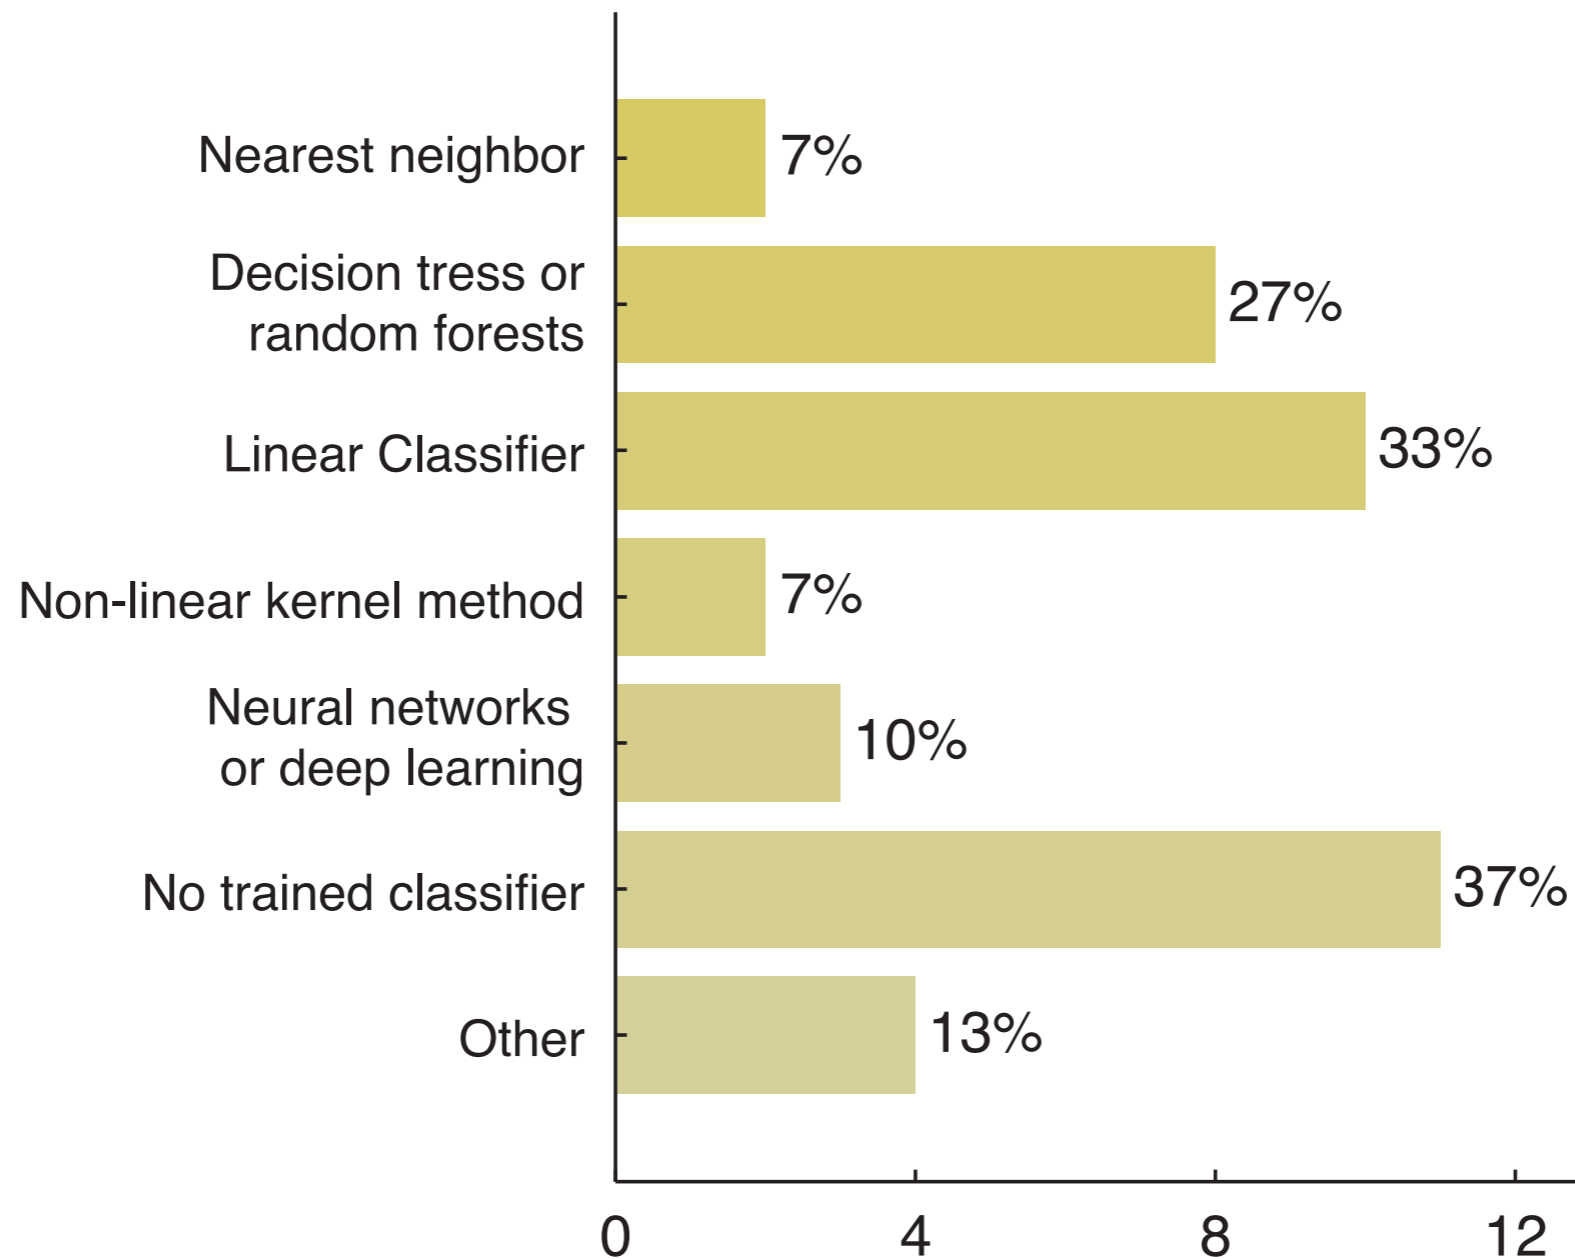 Nearest neighbor
7%
Decision tress or
random forests
27%
Linear Classifier
33%
Non-linear kernel method
7%
Neural networks
or deep learning
10%
No trained classifier
37%
Other
13%
0 4 8 12